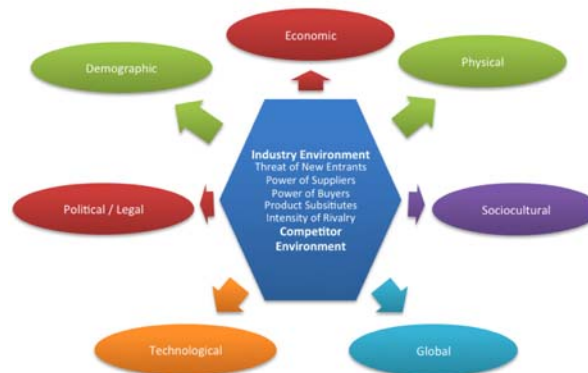 Economic
Demographic
Physical
Industry Environment
Threat of New Entrants
Power of Suppliers
Power of Buyers
Product Subsitutes
Intensity of Rivalry
Competitor
Environment
Political / Legal
Sociocultural
Technological
Global